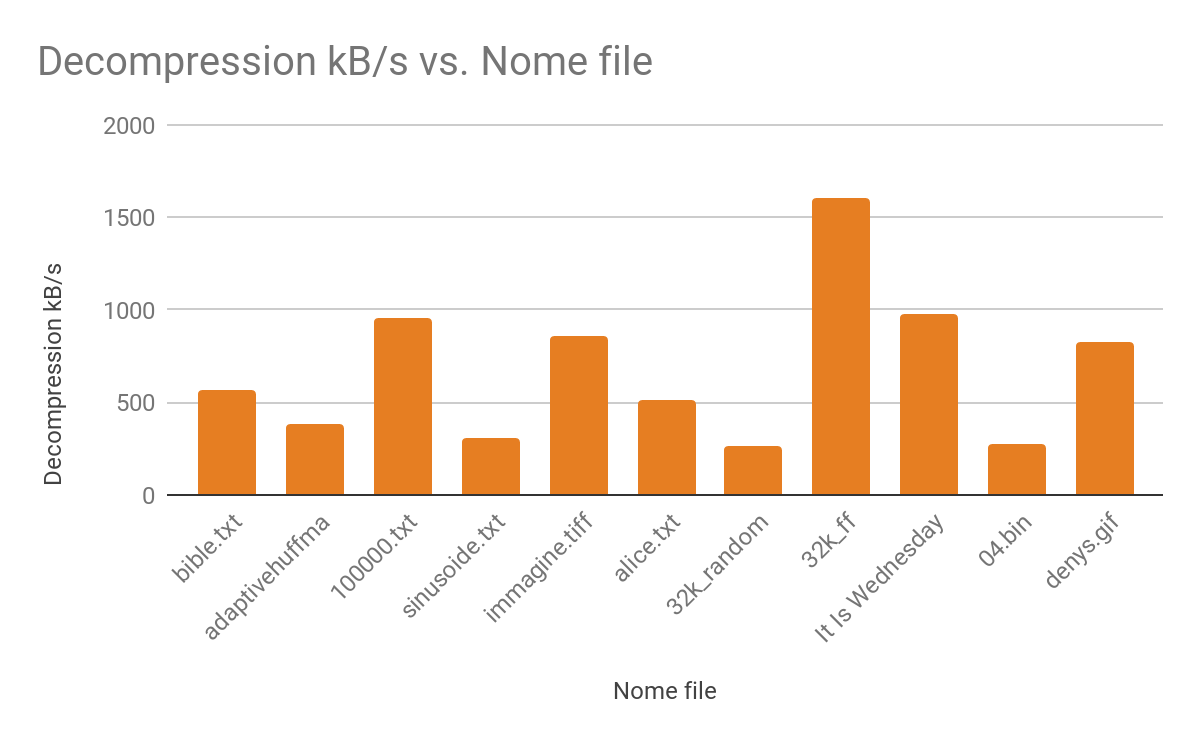 Decompression kB/s vs. Nome file
Decompression kB/s
2000
1500
1000
500
0
bible.txt
adaptivehuffma
100000.txt
sinusoide.txt
immagine.tiff
alice.txt
32k_random
32k_ff
It Is Wednesday
04.bin
denys.gif
Nome file